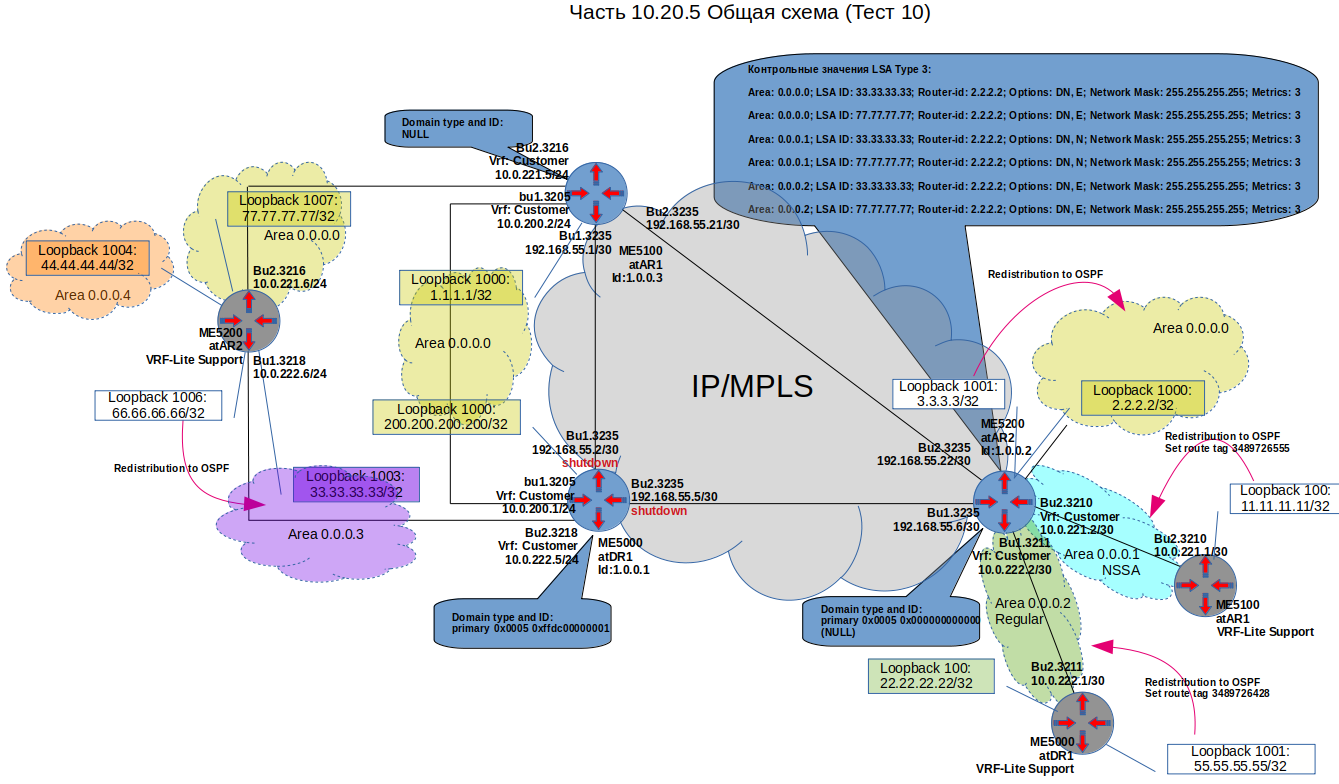 Часть 10.20.5 Общая схема (Тест 10)
Контрольные значения LSA Type 3:
Area: 0.0.0.0; LSA ID: 33.33.33.33; Router-id: 2.2.2.2; Options: DN, E; Network Mask: 255.255.255.255; Metrics: 3
Area: 0.0.0.0; LSA ID: 77.77.77.77; Router-id: 2.2.2.2; Options: DN, E; Network Mask: 255.255.255.255; Metrics: 3
Area: 0.0.0.1; LSA ID: 33.33.33.33; Router-id: 2.2.2.2; Options: DN, N; Network Mask: 255.255.255.255; Metrics: 3
Area: 0.0.0.1; LSA ID: 77.77.77.77; Router-id: 2.2.2.2; Options: DN, N; Network Mask: 255.255.255.255; Metrics: 3
Area: 0.0.0.2; LSA ID: 33.33.33.33; Router-id: 2.2.2.2; Options: DN, E; Network Mask: 255.255.255.255; Metrics: 3
Area: 0.0.0.2; LSA ID: 77.77.77.77; Router-id: 2.2.2.2; Options: DN, E; Network Mask: 255.255.255.255; Metrics: 3
Domain type and ID:
NULL
Bu2.3216
Vrf: Customer
10.0.221.5/24
bu1.3205
Vrf: Customer
10.0.200.2/24
Bu1.3235
192.168.55.1/30
Bu2.3235
192.168.55.21/30
ME5100
atAR1
Id:1.0.0.3
Loopback 1007:
77.77.77.77/32
Area 0.0.0.0
Loopback 1004:
44.44.44.44/32
Area 0.0.0.4
Bu2.3216
10.0.221.6/24
ME5200
atAR2
VRF-Lite Support
Bu1.3218
10.0.222.6/24
Loopback 1006:
66.66.66.66/32
Redistribution to OSPF
Loopback 1003:
33.33.33.33/32
Area 0.0.0.3
Loopback 1000:
1.1.1.1/32
Area 0.0.0.0
Loopback 1000:
200.200.200.200/32
IP/MPLS
Bu1.3235
192.168.55.2/30
shutdown
bu1.3205
Vrf: Customer
10.0.200.1/24
Bu2.3235
192.168.55.5/30
shutdown
Bu2.3218
Vrf: Customer
10.0.222.5/24
ME5000
atDR1
Id:1.0.0.1
Domain type and ID:
primary 0x0005 0xffdc00000001
Redistribution to OSPF
Area 0.0.0.0
Loopback 1001:
3.3.3.3/32
Loopback 1000:
2.2.2.2/32
ME5200
atAR2
Id:1.0.0.2
Bu2.3235
192.168.55.22/30
Redistribution to OSPF
Set route tag 3489726555
Loopback 100:
11.11.11.11/32
Bu1.3235
192.168.55.6/30
Bu2.3210
Vrf: Customer
10.0.221.2/30
Bu1.3211
Vrf: Customer
10.0.222.2/30
Area 0.0.0.1
NSSA
Bu2.3210
10.0.221.1/30
ME5100
atAR1
VRF-Lite Support
Domain type and ID:
primary 0x0005 0x000000000000
(NULL)
Area 0.0.0.2
Regular
Loopback 100:
22.22.22.22/32
Bu2.3211
10.0.222.1/30
Redistribution to OSPF
Set route tag 3489726428
ME5000
atDR1
VRF-Lite Support
Loopback 1001:
55.55.55.55/32